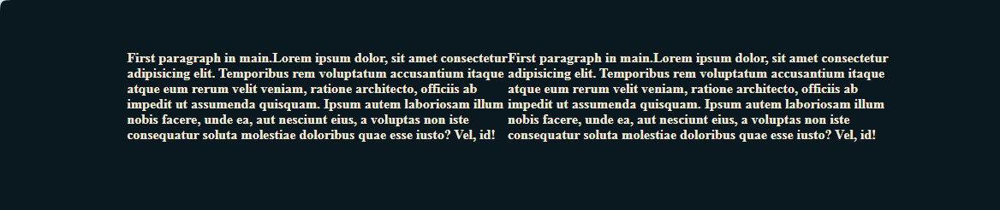 First paragraph in main.Lorem ipsum dolor, sit amet consectetur
adipisicing elit. Temporibus rem voluptatum accusantium itaque
atque eum rerum velit veniam, ratione architecto, officiis ab
impedit ut assumenda quisquam. Ipsum autem laboriosam illum
nobis facere, unde ea, aut nesciunt eius, a voluptas non iste
consequatur soluta molestiae doloribus quae esse iusto? Vel, id!
First paragraph in main.Lorem ipsum dolor, sit amet consectetur
adipisicing elit. Temporibus rem voluptatum accusantium itaque
atque eum rerum velit veniam, ratione architecto, officiis ab
impedit ut assumenda quisquam. Ipsum autem laboriosam illum
nobis facere, unde ea, aut nesciunt eius, a voluptas non iste
consequatur soluta molestiae doloribus quae esse iusto? Vel, id!